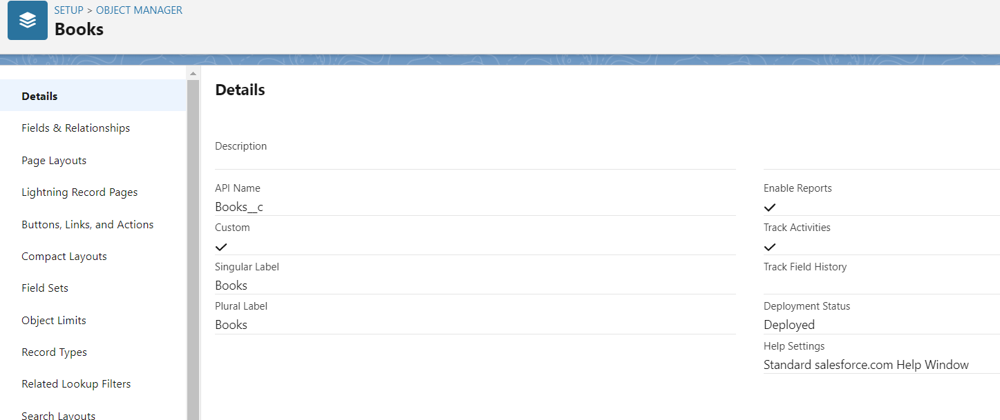 SETUP > OBJECT MANAGER
Books
Details
Fields & Relationships
Page Layouts
Lightning Record Pages
Buttons, Links, and Actions
Compact Layouts
Field Sets
Object Limits
Record Types
Related Lookup Filters
Search Layouts
Details
Description
API Name
Books__c
Custom
Singular Label
Books
Plural Label
Books
Enable Reports
Track Activities
Track Field History
Deployment Status
Deployed
Help Settings
Standard salesforce.com Help Window